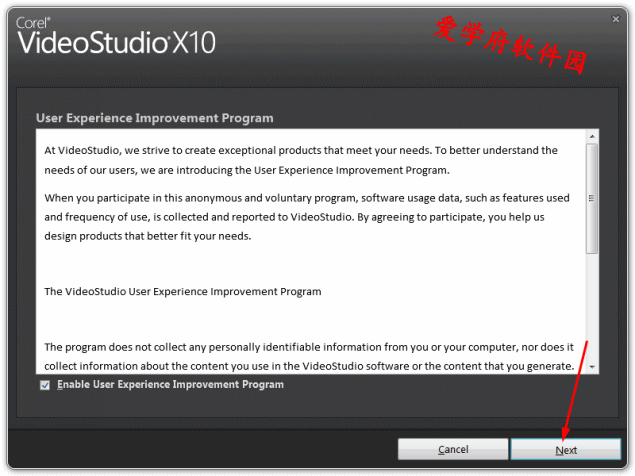 Corel®
VideoStudio®X10
爱学府软件园
User Experience Improvement Program
At VideoStudio, we strive to create exceptional products that meet your needs. To better understand the
needs of our users, we are introducing the User Experience Improvement Program.
When you participate in this anonymous and voluntary program, software usage data, such as features used
and frequency of use, is collected and reported to VideoStudio. By agreeing to participate, you help us
design products that better fit your needs.
The VideoStudio User Experience Improvement Program
The program does not collect any personally identifiable information from you or your computer, nor does it
collect information about the content you use in the VideoStudio software or the content that you generate.
Enable User Experience Improvement Program
Cancel
Next